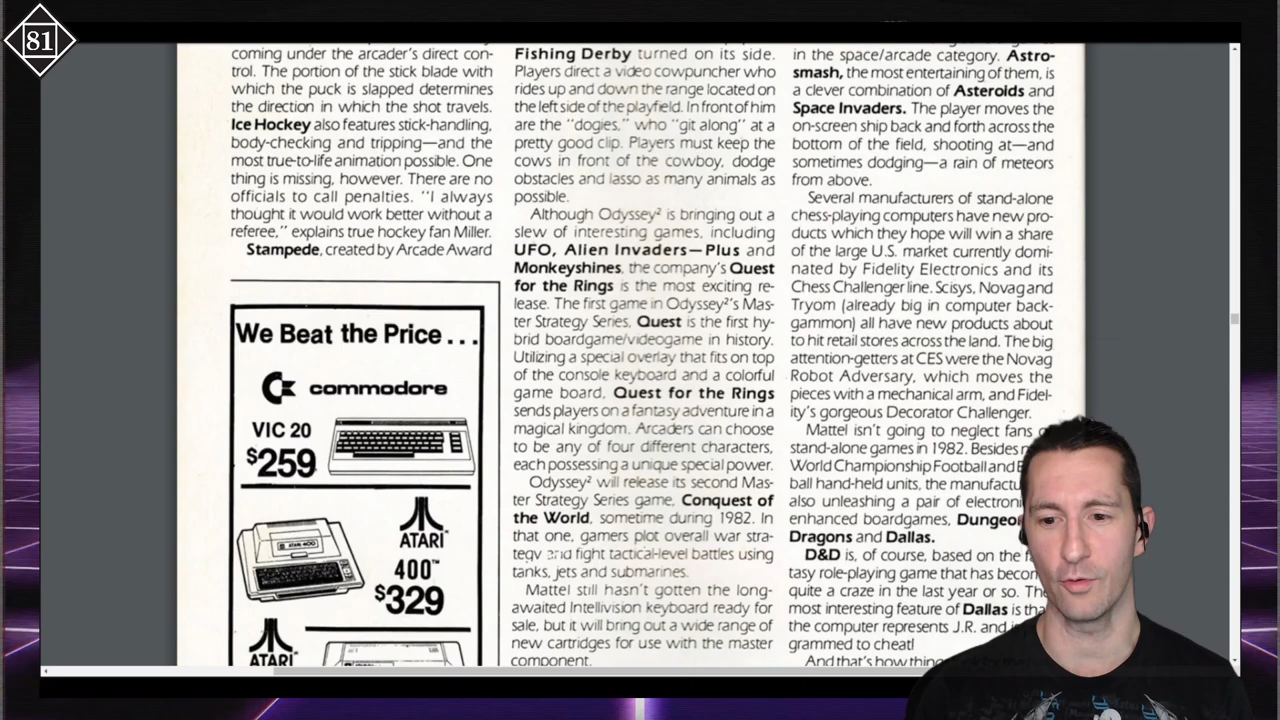 81
coming under the arcader's direct con-
trol. The portion of the stick blade with
which the puck is slapped determines
the direction in which the shot travels.
Ice Hockey also features stick-handling,
body-checking and tripping—and the
most true-to-life animation possible. One
thing is missing, however. There are no
officials to call penalties. "I always
thought it would work better without a
referee," explains true hockey fan Miller.
Stampede, created by Arcade Award
We Beat the Price...
commodore
VIC 20
$259
ATARI™
400™
$329
ATARI
Fishing Derby turned on its side.
Players direct a video cowpuncher who
rides up and down the range located on
the left side of the playfield. In front of him
are the "dogies," who "git along" at a
pretty good clip. Players must keep the
cows in front of the cowboy, dodge
obstacles and lasso as many animals as
possible.
Although Odyssey² is bringing out a
slew of interesting games, including
UFO, Alien Invaders—Plus and
Monkeyshines, the company's Quest
for the Rings is the most exciting re-
lease. The first game in Odyssey²'s Mas-
ter Strategy Series, Quest is the first hy-
brid boardgame/videogame in history.
Utilizing a special overlay that fits on top
of the console keyboard and a colorful
game board, Quest for the Rings
sends players on a fantasy adventure in a
magical kingdom. Arcaders can choose
to be any of four different characters,
each possessing a unique special power.
Odyssey² will release its second Mas-
ter Strategy Series game, Conquest of
the World, sometime during 1982. In
that one, gamers plot overall war stra-
tegy and fight tactical-level battles using
tanks, jets and submarines.
Mattel still hasn't gotten the long-
awaited Intellivision keyboard ready for
sale, but it will bring out a wide range of
new cartridges for use with the master
component.
in the space/arcade category. Astro-
smash, the most entertaining of them, is
a clever combination of Asteroids and
Space Invaders. The player moves the
on-screen ship back and forth across the
bottom of the field, shooting at—and
sometimes dodging—a rain of meteors
from above.
Several manufacturers of stand-alone
chess-playing computers have new pro-
ducts which they hope will win a share
of the large U.S. market currently domi-
nated by Fidelity Electronics and its
Chess Challenger line. Scisys, Novag and
Tryom (already big in computer back-
gammon) all have new products about
to hit retail stores across the land. The big
attention-getters at CES were the Novag
Robot Adversary, which moves the
pieces with a mechanical arm, and Fidel-
ity's gorgeous Decorator Challenger.
Mattel isn't going to neglect fans
stand-alone games in 1982. Besides
World Championship Football and
ball hand-held units, the
also unleashing a pair of
enhanced boardgames,
Dragons and Dallas.
D&D is, of course, based on the
tasy role-playing game that has
quite a craze in the last year or so.
most interesting feature of Dallas is
the computer represents J.R. and
grammed to cheat!
And that's how